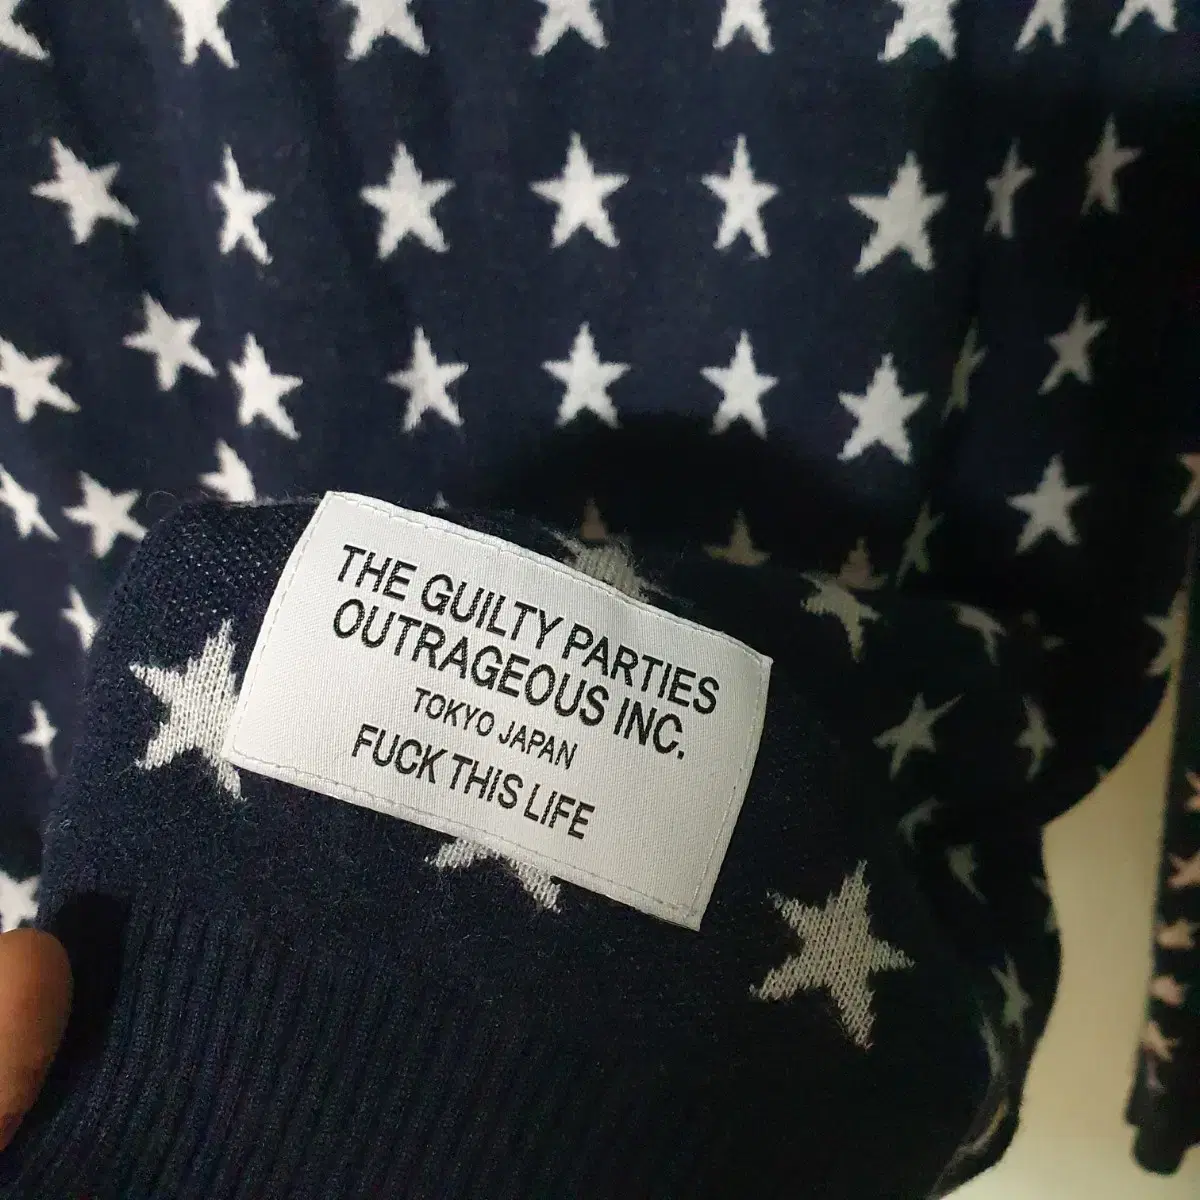 THE GUILTY PARTIES
OUTRAGEOUS INC.
TOKYO JAPAN
FUCK THIS LIFE